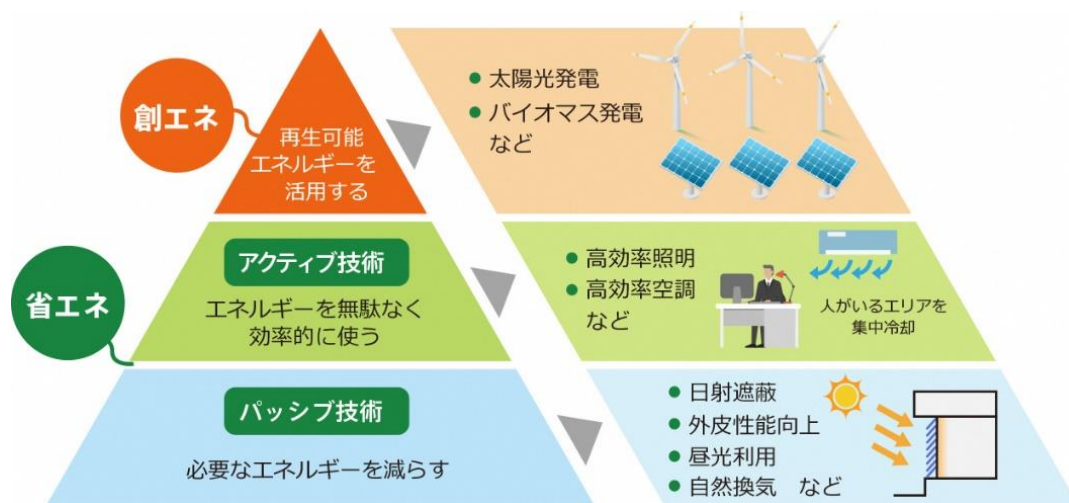 創エネ
再生可能
エネルギーを
活用する
● 太陽光発電
● バイオマス発電
など
省エネ
アクティブ技術
エネルギーを無駄なく
効率的に使う
● 高効率照明
● 高効率空調
など
人がいるエリアを
集中冷却
パッシブ技術
必要なエネルギーを減らす
● 日射遮蔽
● 外皮性能向上
● 昼光利用
● 自然換気 など